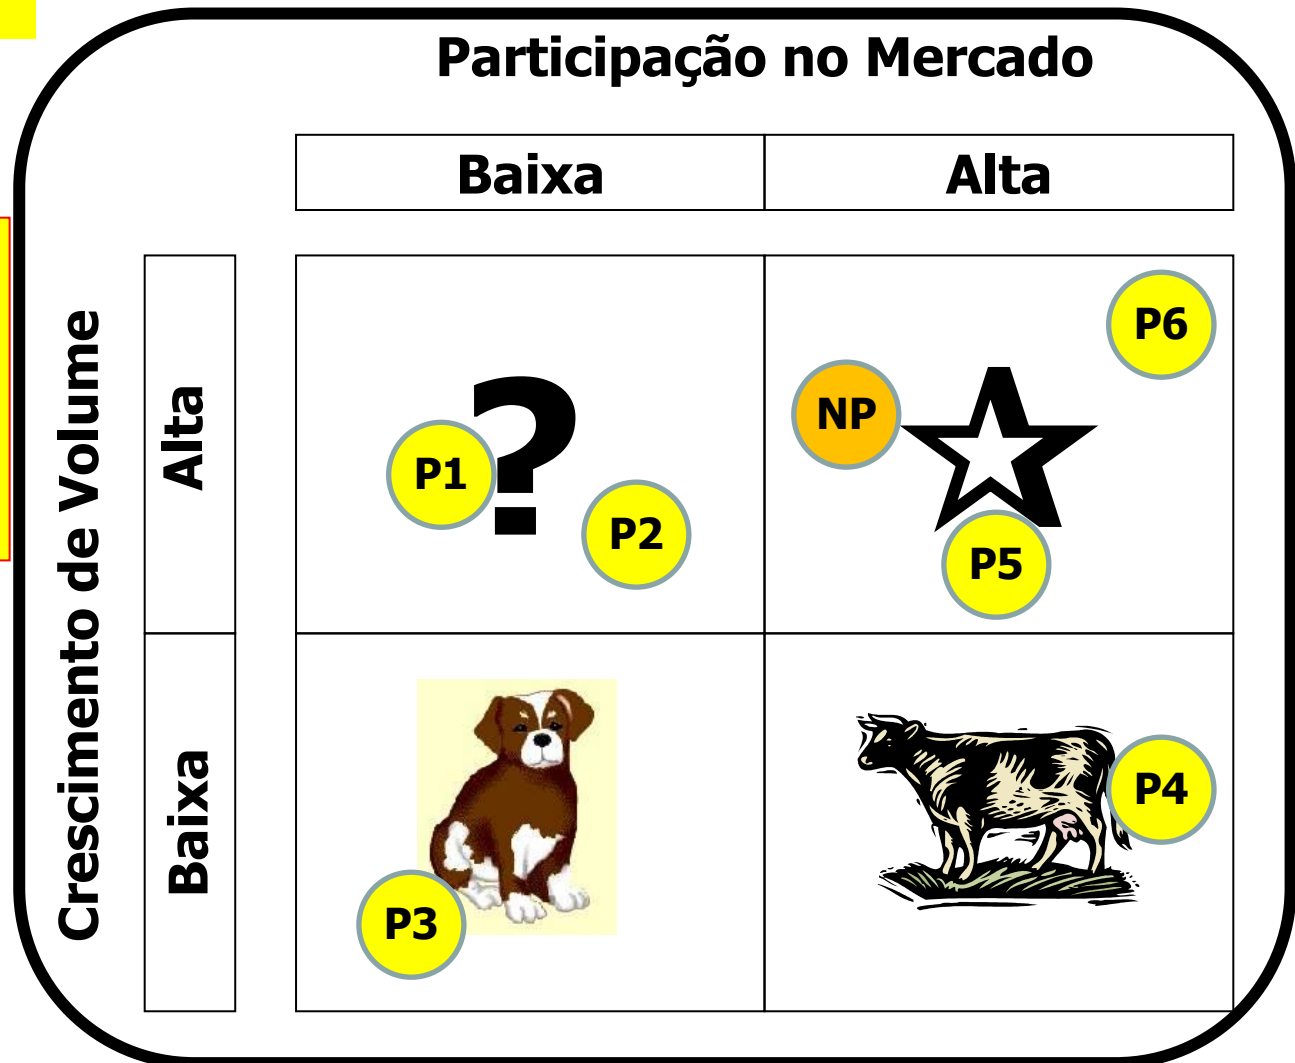 Participação no Mercado
Baixa
Alta
Crescimento de Volume
Alta
Baixa
?
P6
NP
P1
P2
P5
P4
P3